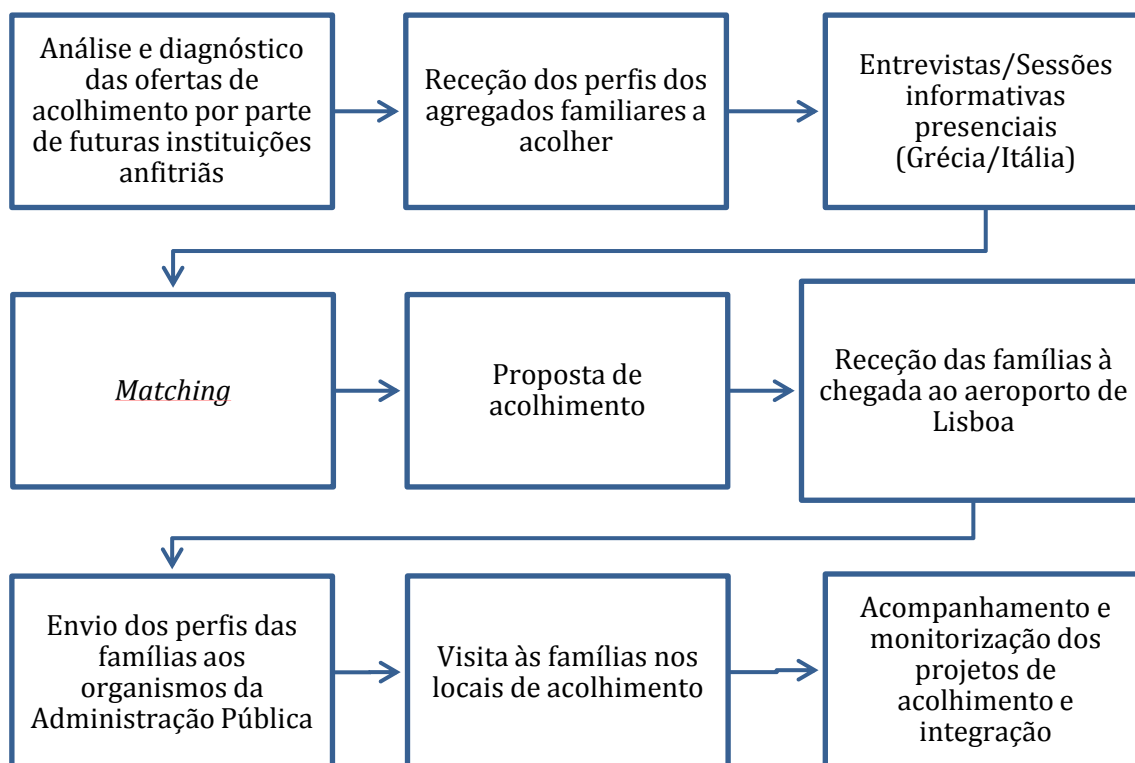 Análise e diagnóstico
das ofertas de
acolhimento por parte
de futuras instituições
anfitriãs
Receção dos perfis dos
agregados familiares a
acolher
Entrevistas/Sessões
informativas
presenciais
(Grécia/Itália)
Matching
Proposta de
acolhimento
Receção das famílias à
chegada ao aeroporto de
Lisboa
Envio dos perfis das
famílias aos
organismos da
Administração Pública
Visita às famílias nos
locais de acolhimento
Acompanhamento e
monitorização dos
projetos de
acolhimento e
integração